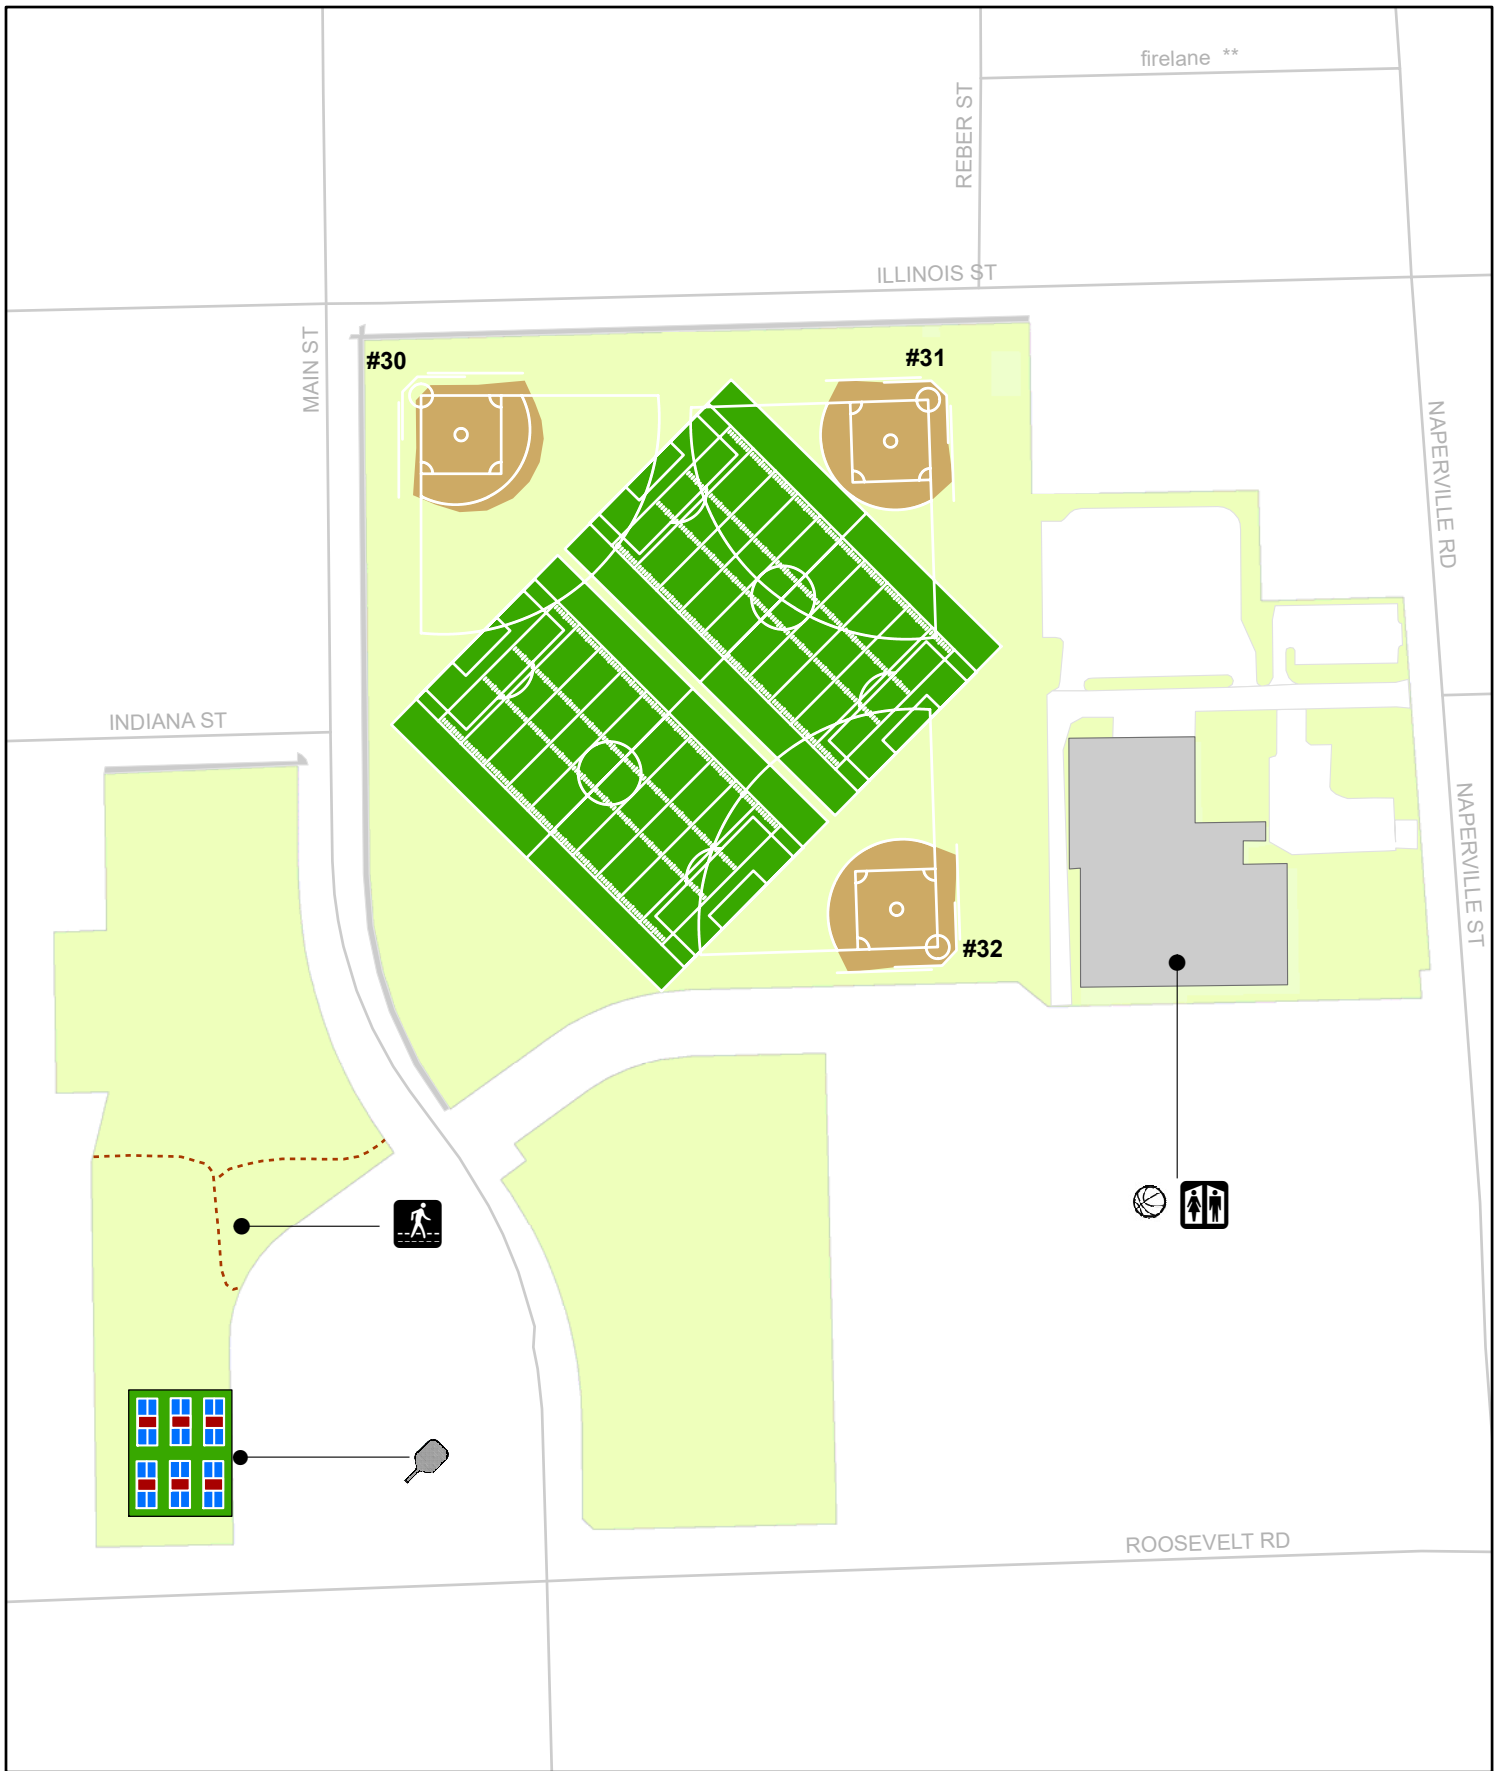 firelane **
REBER ST
ILLINOIS ST
MAIN ST
#30
#31
NAPERVILLE RD
INDIANA ST
NAPERVILLE ST
#32
ROOSEVELT RD